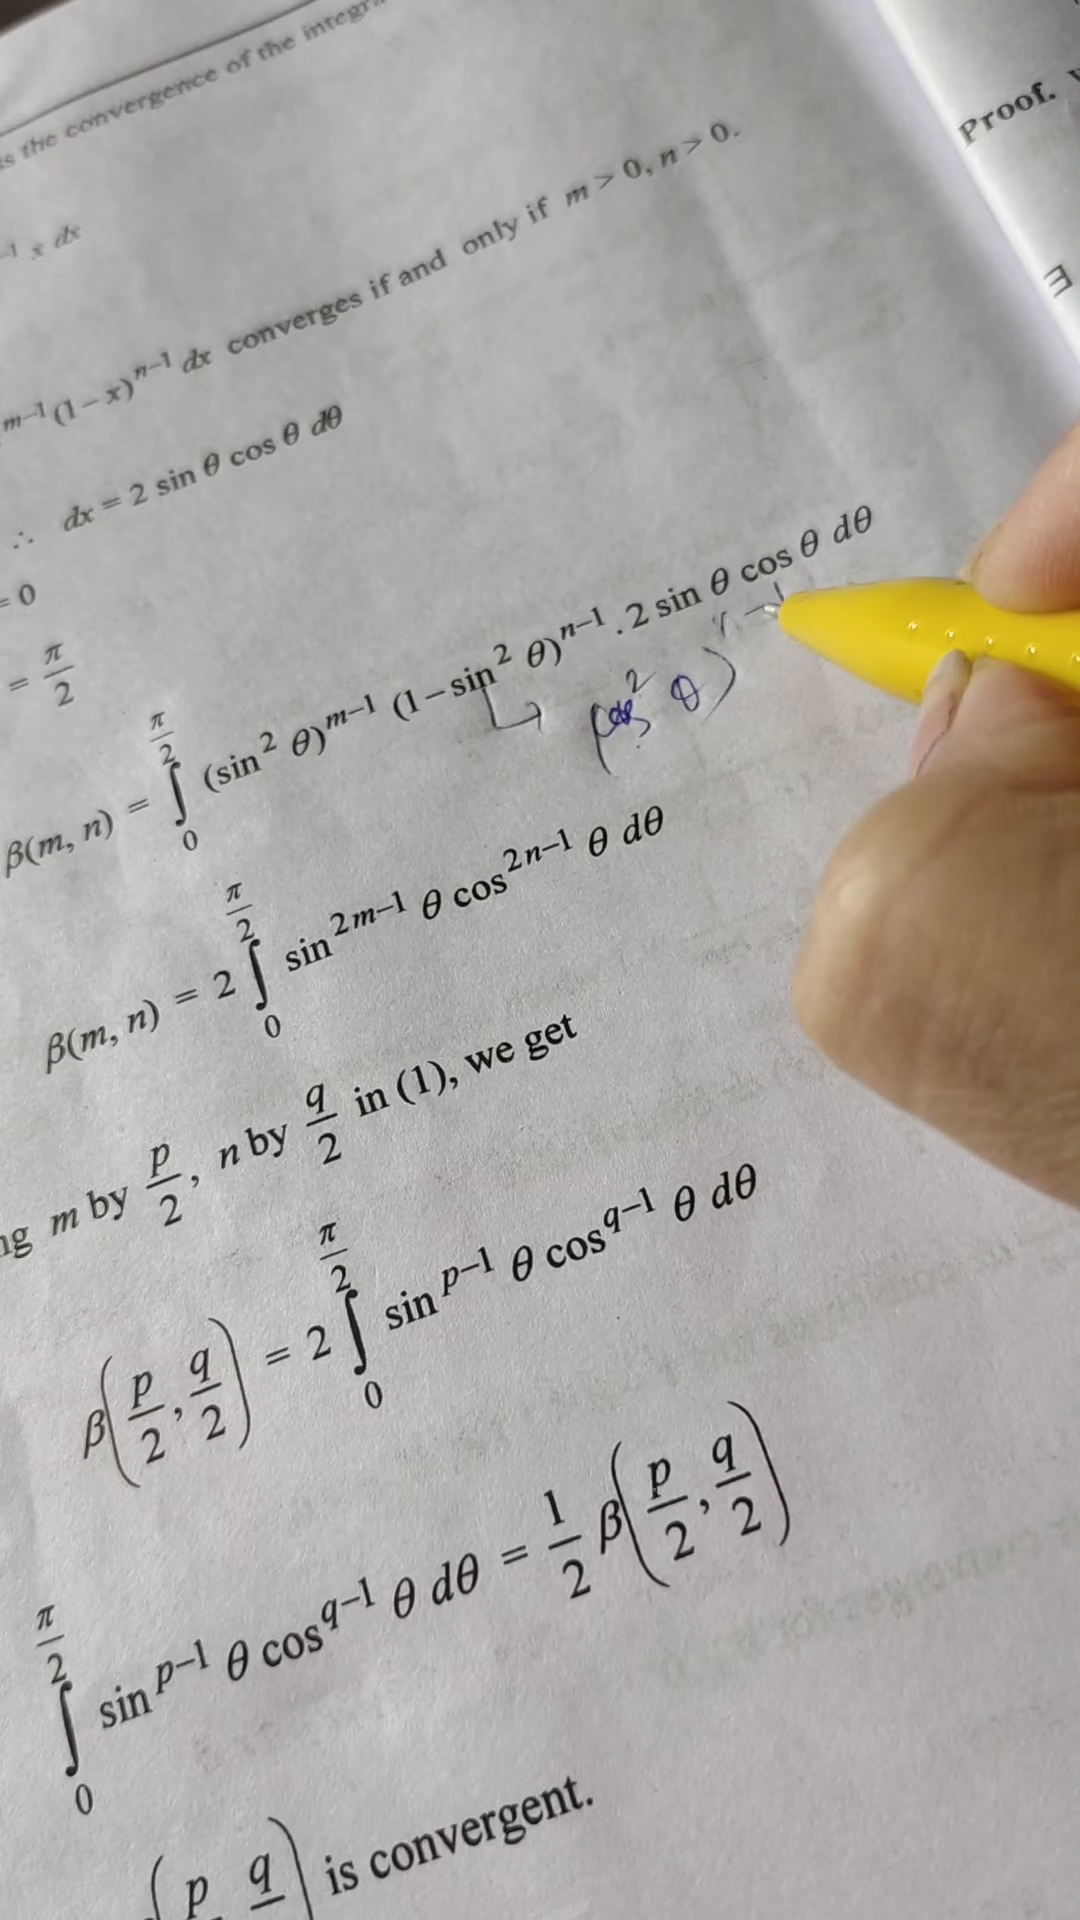 s the convergence of the integra
Proof.
-1 x dx
m-1 (1 – x)^{n-1} dx converges if and only if m > 0, n > 0.
∴ dx = 2 sin θ cos θ dθ
= 0
= π/2
β(m, n) = ∫_0^{π/2} (sin^2 θ)^{m-1} (1 – sin^2 θ)^{n-1} . 2 sin θ cos θ dθ
(cos^2 θ)
β(m, n) = 2 ∫_0^{π/2} sin^{2m-1} θ cos^{2n-1} θ dθ
ng m by p/2, n by q/2 in (1), we get
β(p/2, q/2) = 2 ∫_0^{π/2} sin^{p-1} θ cos^{q-1} θ dθ
∫_0^{π/2} sin^{p-1} θ cos^{q-1} θ dθ = 1/2 β(p/2, q/2)
(p q) is convergent.